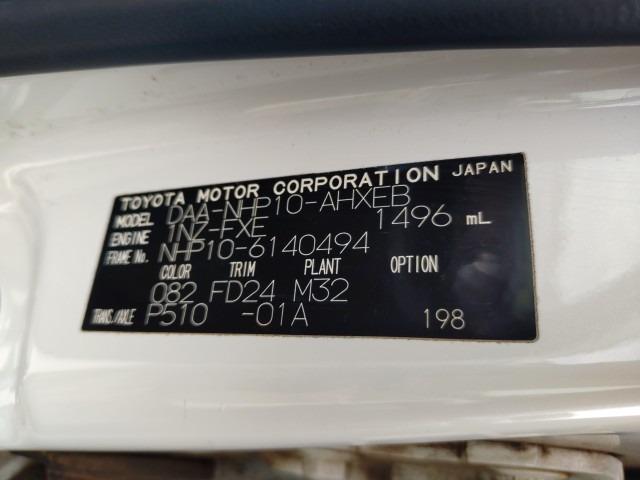 TOYOTA MOTOR CORPORATION JAPAN
MODEL DAA-NHP10-AHXEB
ENGINE 1NZ-FXE 1496 mL
FRAME No. NHP10-6140494
COLOR TRIM PLANT OPTION
082 FD24 M32
TRANS./AXLE P510 -01A 198